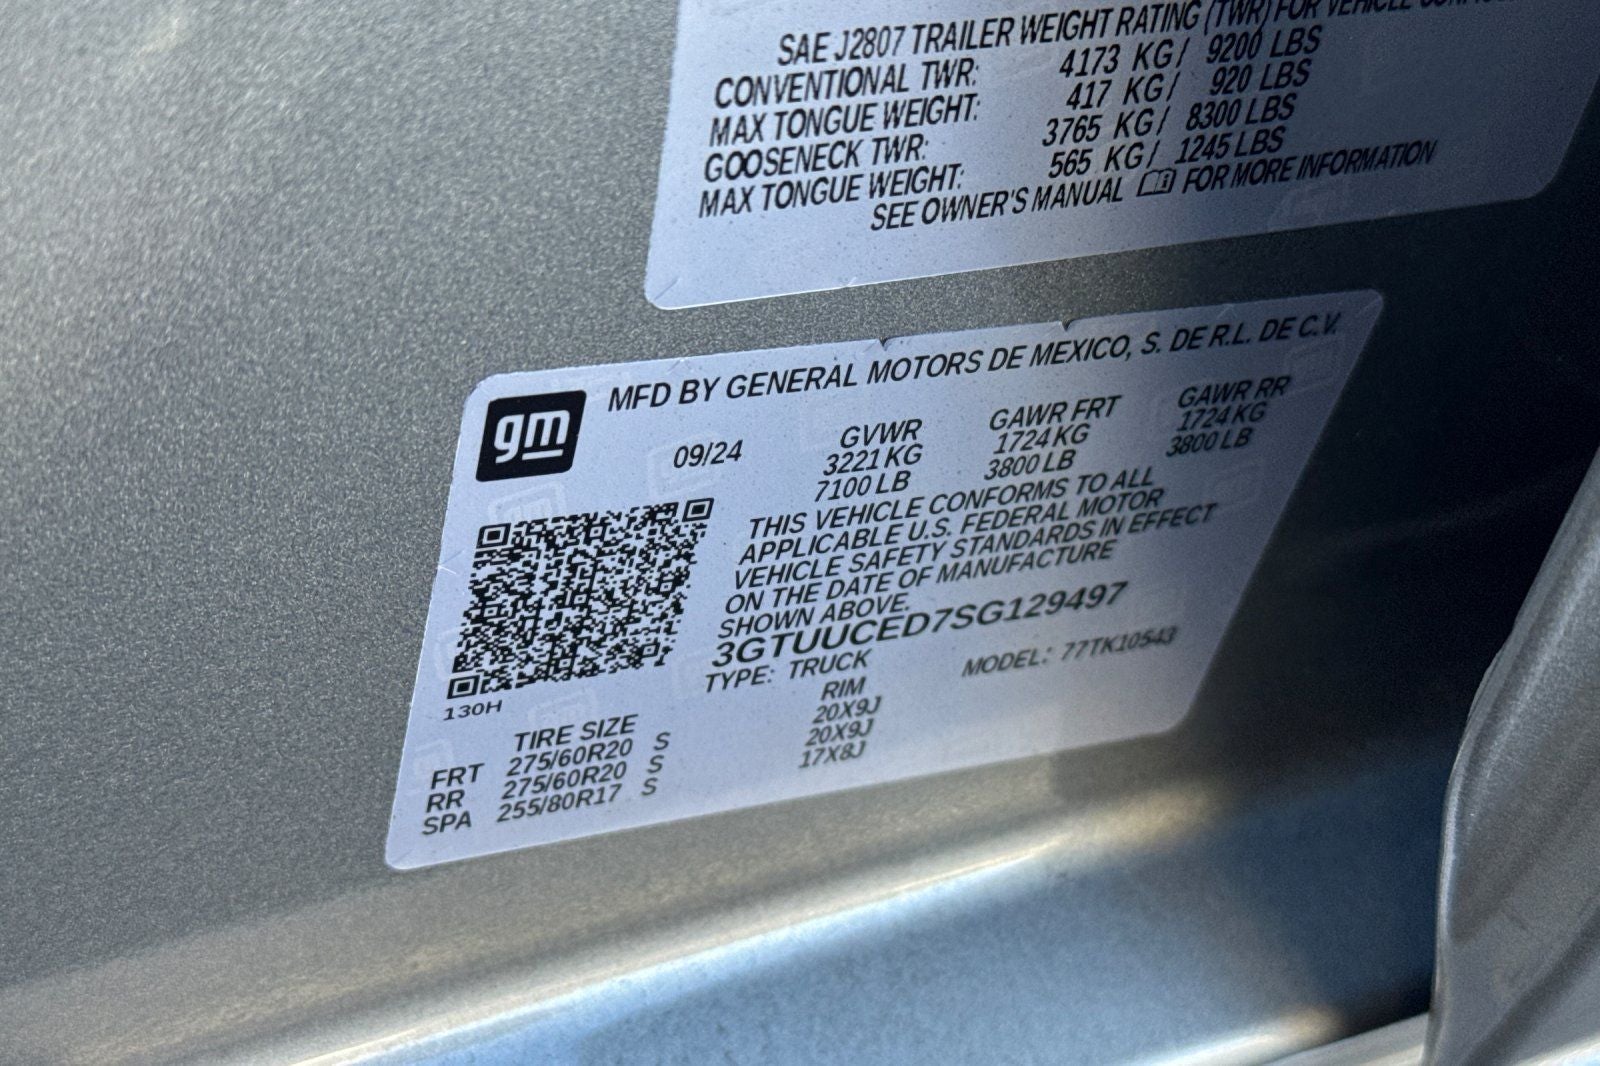 SAE J2807 TRAILER WEIGHT RATING (TWR) FOR VEHICLE
CONVENTIONAL TWR: 4173 KG/ 9200 LBS
MAX TONGUE WEIGHT: 417 KG/ 920 LBS
GOOSENECK TWR: 3765 KG/ 8300 LBS
MAX TONGUE WEIGHT: 565 KG/ 1245 LBS
SEE OWNER'S MANUAL FOR MORE INFORMATION
gm
MFD BY GENERAL MOTORS DE MEXICO, S. DE R.L. DE C.V.
09/24 GVWR GAWR FRT GAWR RR
3221 KG 1724 KG 1724 KG
7100 LB 3800 LB 3800 LB
THIS VEHICLE CONFORMS TO ALL
APPLICABLE U.S. FEDERAL MOTOR
VEHICLE SAFETY STANDARDS IN EFFECT
ON THE DATE OF MANUFACTURE
SHOWN ABOVE.
3GTUUCED7SG129497
TYPE: TRUCK MODEL: 77TK10543
130H
TIRE SIZE RIM
FRT 275/60R20 S 20X9J
RR 275/60R20 S 20X9J
SPA 255/80R17 S 17X8J